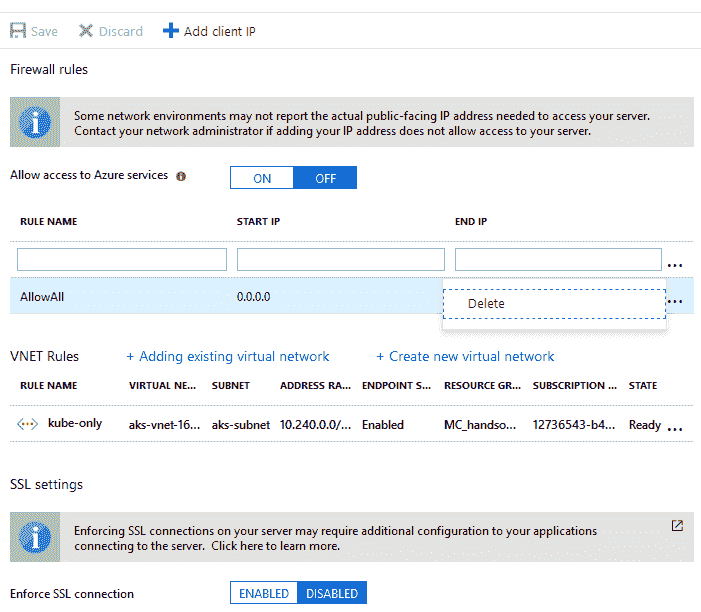 Save Discard Add client IP
Firewall rules
Some network environments may not report the actual public-facing IP address needed to access your server.
Contact your network administrator if adding your IP address does not allow access to your server.
Allow access to Azure services ON OFF
RULE NAME START IP END IP
...
AllowAll 0.0.0.0 Delete ...
VNET Rules + Adding existing virtual network + Create new virtual network
RULE NAME VIRTUAL NE... SUBNET ADDRESS RA... ENDPOINT S... RESOURCE GR... SUBSCRIPTION ... STATE
kube-only aks-vnet-16... aks-subnet 10.240.0.0/... Enabled MC_handso... 12736543-b4... Ready ...
SSL settings
Enforcing SSL connections on your server may require additional configuration to your applications
connecting to the server. Click here to learn more.
Enforce SSL connection ENABLED DISABLED